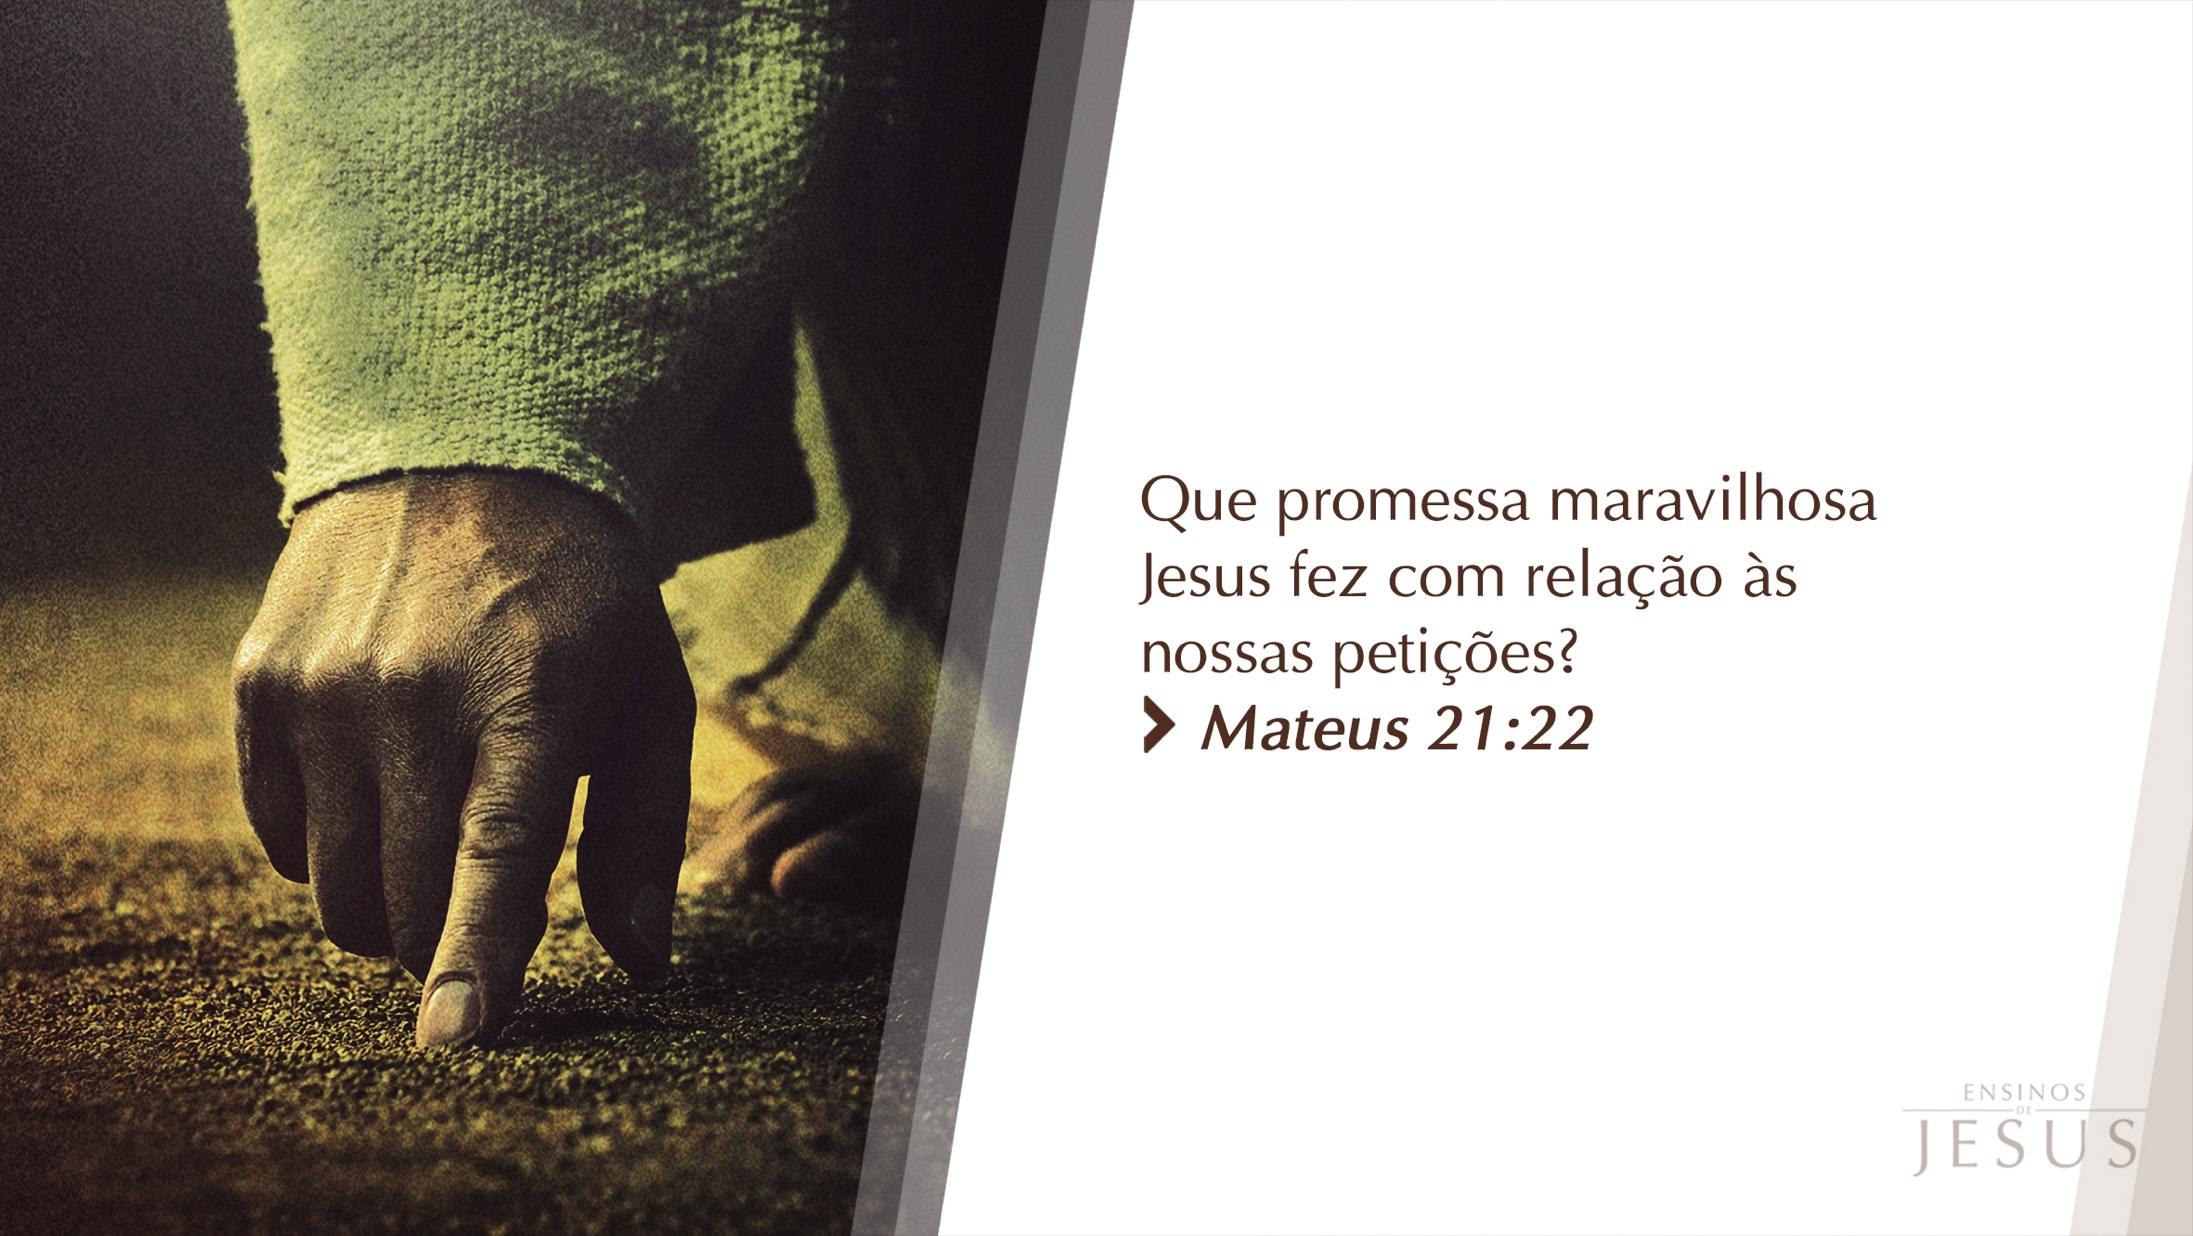 Que promessa maravilhosa
Jesus fez com relação às
nossas petições?
Mateus 21:22
ENSINOS
DE
JESUS